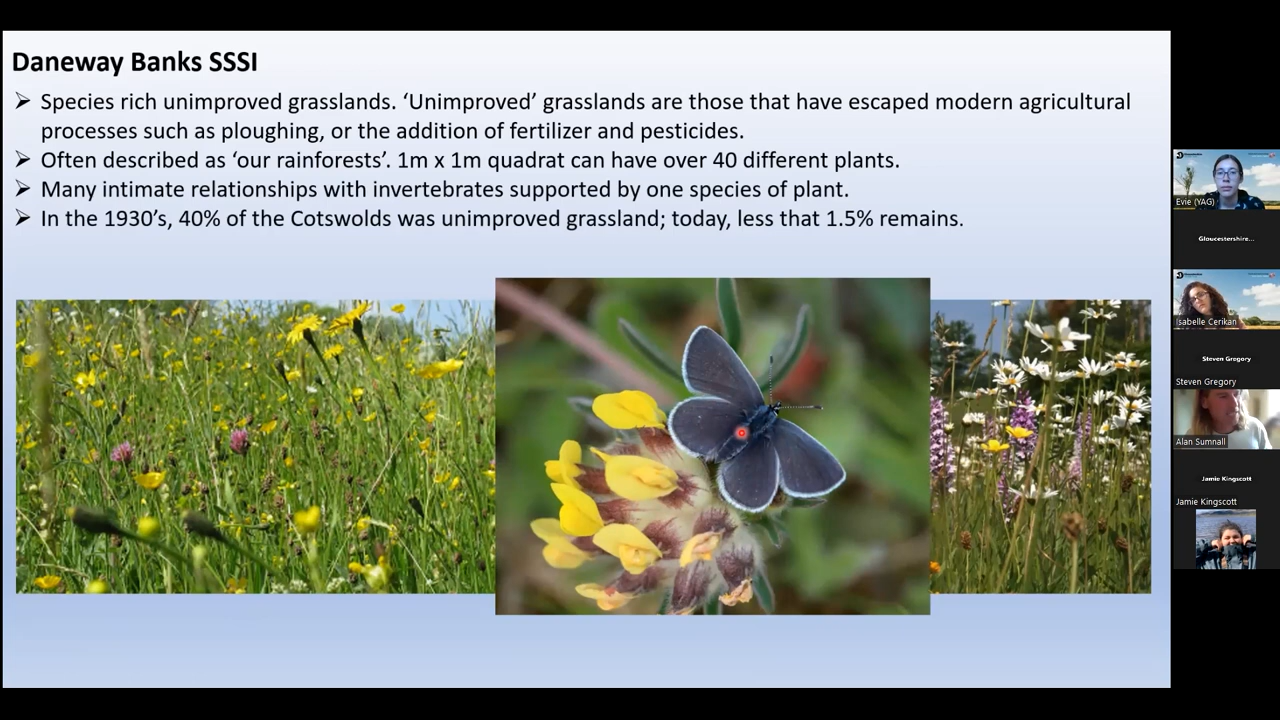 Daneway Banks SSSI
➢ Species rich unimproved grasslands. ‘Unimproved’ grasslands are those that have escaped modern agricultural
processes such as ploughing, or the addition of fertilizer and pesticides.
➢ Often described as ‘our rainforests’. 1m x 1m quadrat can have over 40 different plants.
➢ Many intimate relationships with invertebrates supported by one species of plant.
➢ In the 1930’s, 40% of the Cotswolds was unimproved grassland; today, less that 1.5% remains.
Evie (YAG)
Gloucestershire...
Isabelle Cerikan
Steven Gregory
Steven Gregory
Alan Sumnall
Jamie Kingscott
Jamie Kingscott